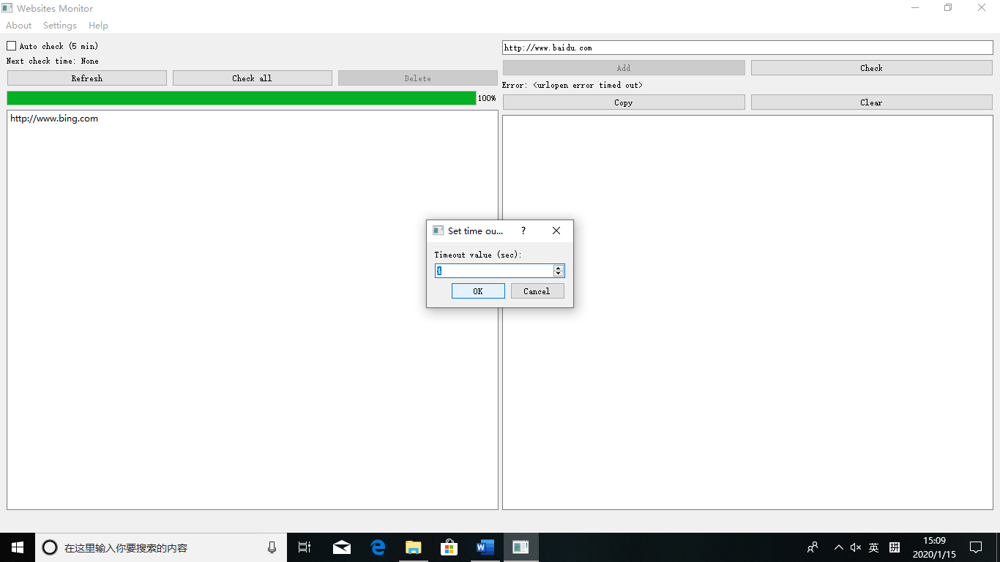 Websites Monitor
About Settings Help
Auto check (5 min)
Next check time: None
Refresh Check all Delete
100%
http://www.bing.com
http://www.baidu.com
Add Check
Error: <urlopen error timed out>
Copy Clear
Set time ou... ?
Timeout value (sec):
4
OK Cancel
在这里输入你要搜索的内容
英 拼
15:09
2020/1/15